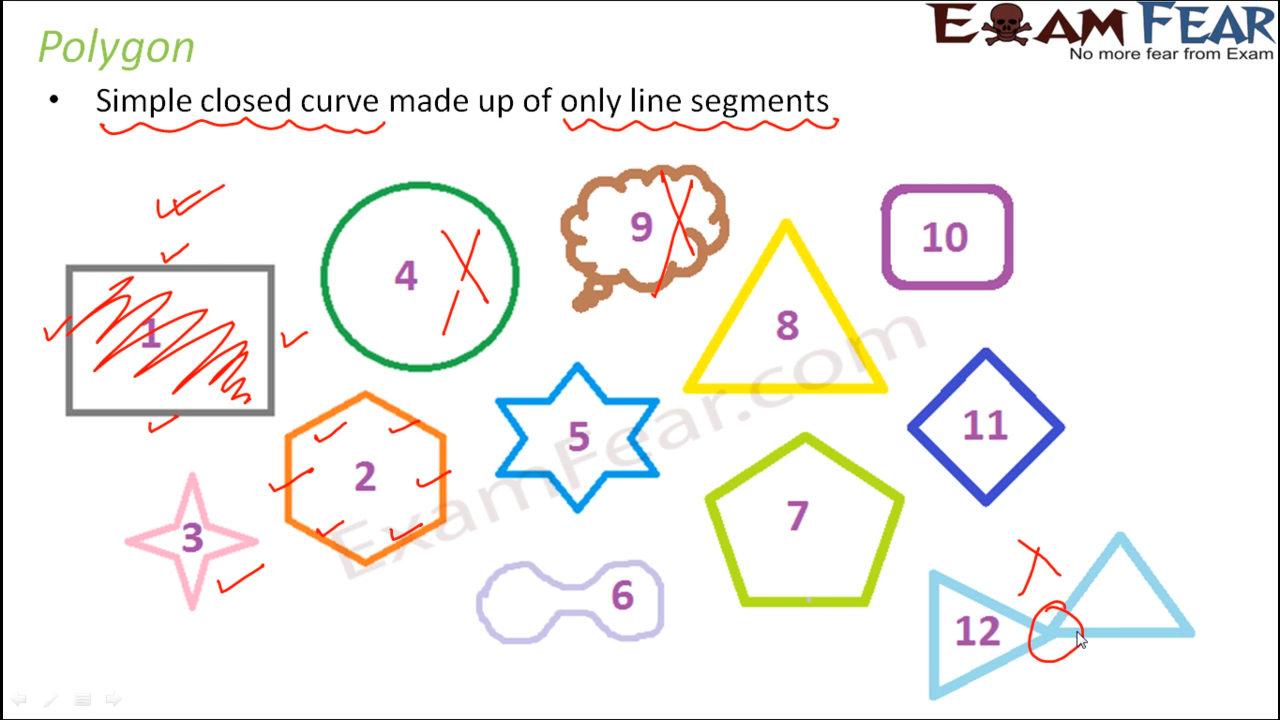 Polygon
EXAM FEAR
No more fear from Exam
• Simple closed curve made up of only line segments
9
10
4
1
8
5
11
2
7
3
6
12
ExamFear.com